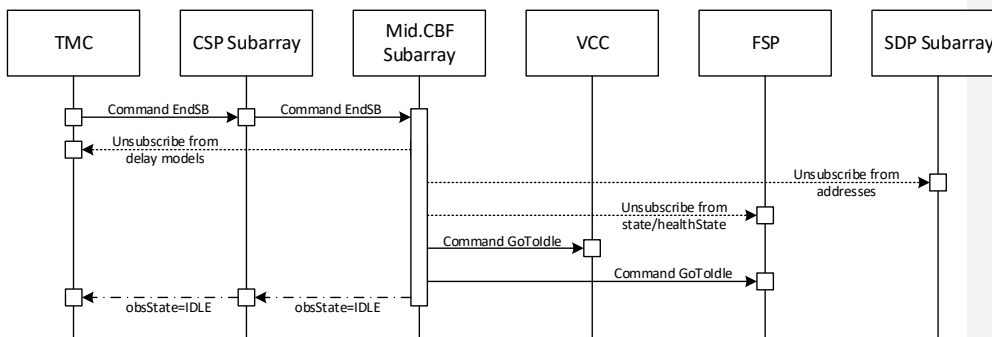 TMC
CSP Subarray
Mid.CBF
Subarray
VCC
FSP
SDP Subarray
Command EndSB
Command EndSB
Unsubscribe from
delay models
Unsubscribe from
addresses
Unsubscribe from
state/healthState
Command GoToIdle
Command GoToIdle
obsState=IDLE
obsState=IDLE